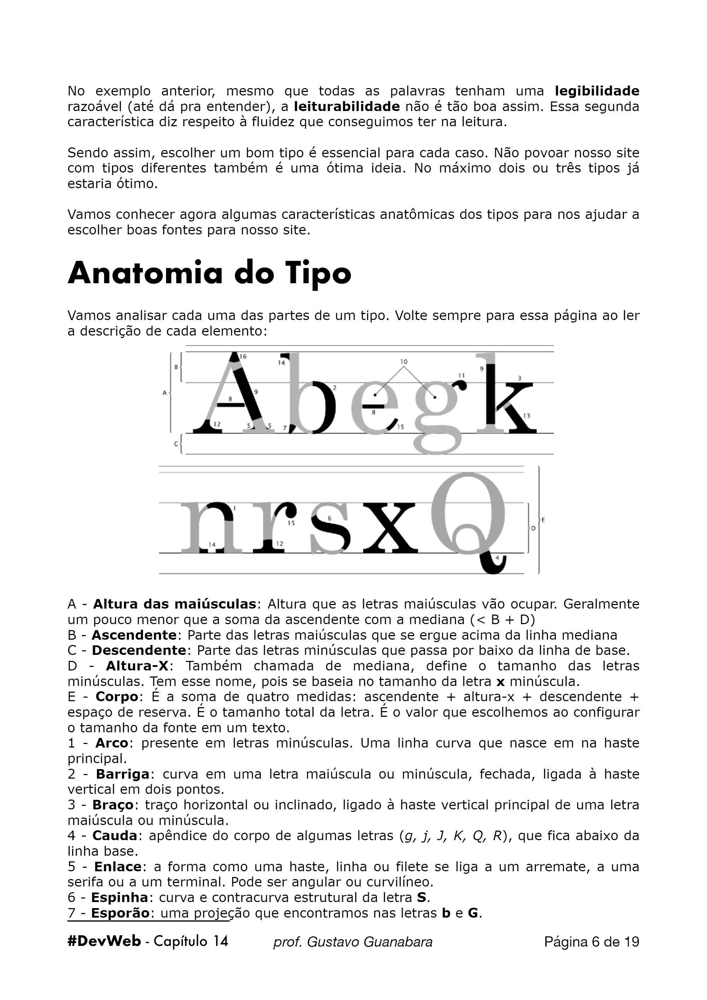 No exemplo anterior, mesmo que todas as palavras tenham uma legibilidade
razoável (até dá pra entender), a leiturabilidade não é tão boa assim. Essa segunda
característica diz respeito à fluidez que conseguimos ter na leitura.
Sendo assim, escolher um bom tipo é essencial para cada caso. Não povoar nosso site
com tipos diferentes também é uma ótima ideia. No máximo dois ou três tipos já
estaria ótimo.
Vamos conhecer agora algumas características anatômicas dos tipos para nos ajudar a
escolher boas fontes para nosso site.
Anatomia do Tipo
Vamos analisar cada uma das partes de um tipo. Volte sempre para essa página ao ler
a descrição de cada elemento:
A B C
A b e g k
16 14 10 9 11 3 2 9 8 8 12 5 5 7 15 13
n r s x Q
1 15 6 14 12 4
D E
A - Altura das maiúsculas: Altura que as letras maiúsculas vão ocupar. Geralmente
um pouco menor que a soma da ascendente com a mediana (< B + D)
B - Ascendente: Parte das letras maiúsculas que se ergue acima da linha mediana
C - Descendente: Parte das letras minúsculas que passa por baixo da linha de base.
D - Altura-X: Também chamada de mediana, define o tamanho das letras
minúsculas. Tem esse nome, pois se baseia no tamanho da letra x minúscula.
E - Corpo: É a soma de quatro medidas: ascendente + altura-x + descendente +
espaço de reserva. É o tamanho total da letra. É o valor que escolhemos ao configurar
o tamanho da fonte em um texto.
1 - Arco: presente em letras minúsculas. Uma linha curva que nasce em na haste
principal.
2 - Barriga: curva em uma letra maiúscula ou minúscula, fechada, ligada à haste
vertical em dois pontos.
3 - Braço: traço horizontal ou inclinado, ligado à haste vertical principal de uma letra
maiúscula ou minúscula.
4 - Cauda: apêndice do corpo de algumas letras (g, j, J, K, Q, R), que fica abaixo da
linha base.
5 - Enlace: a forma como uma haste, linha ou filete se liga a um arremate, a uma
serifa ou a um terminal. Pode ser angular ou curvilíneo.
6 - Espinha: curva e contracurva estrutural da letra S.
7 - Esporão: uma projeção que encontramos nas letras b e G.
#DevWeb - Capítulo 14 prof. Gustavo Guanabara Página 6 de 19